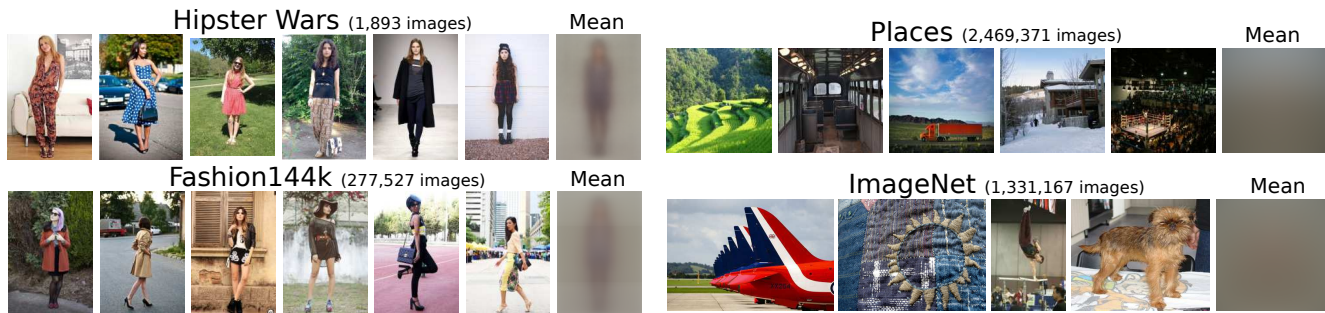 Hipster Wars (1,893 images) Mean
Places (2,469,371 images) Mean
Fashion144k (277,527 images) Mean
ImageNet (1,331,167 images) Mean